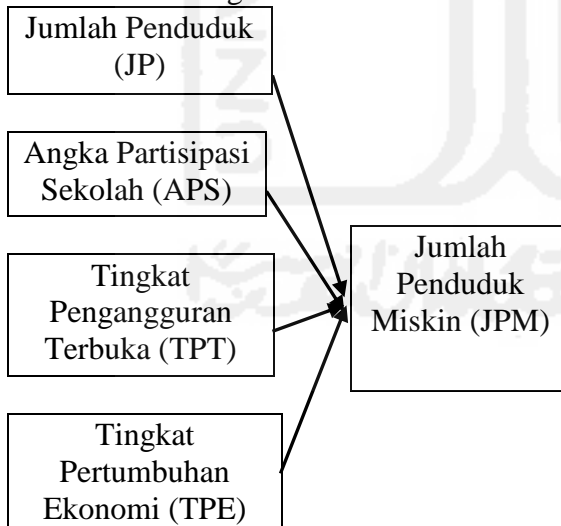 Jumlah Penduduk
(JP)
Angka Partisipasi
Sekolah (APS)
Tingkat
Pengangguran
Terbuka (TPT)
Tingkat
Pertumbuhan
Ekonomi (TPE)
Jumlah
Penduduk
Miskin (JPM)